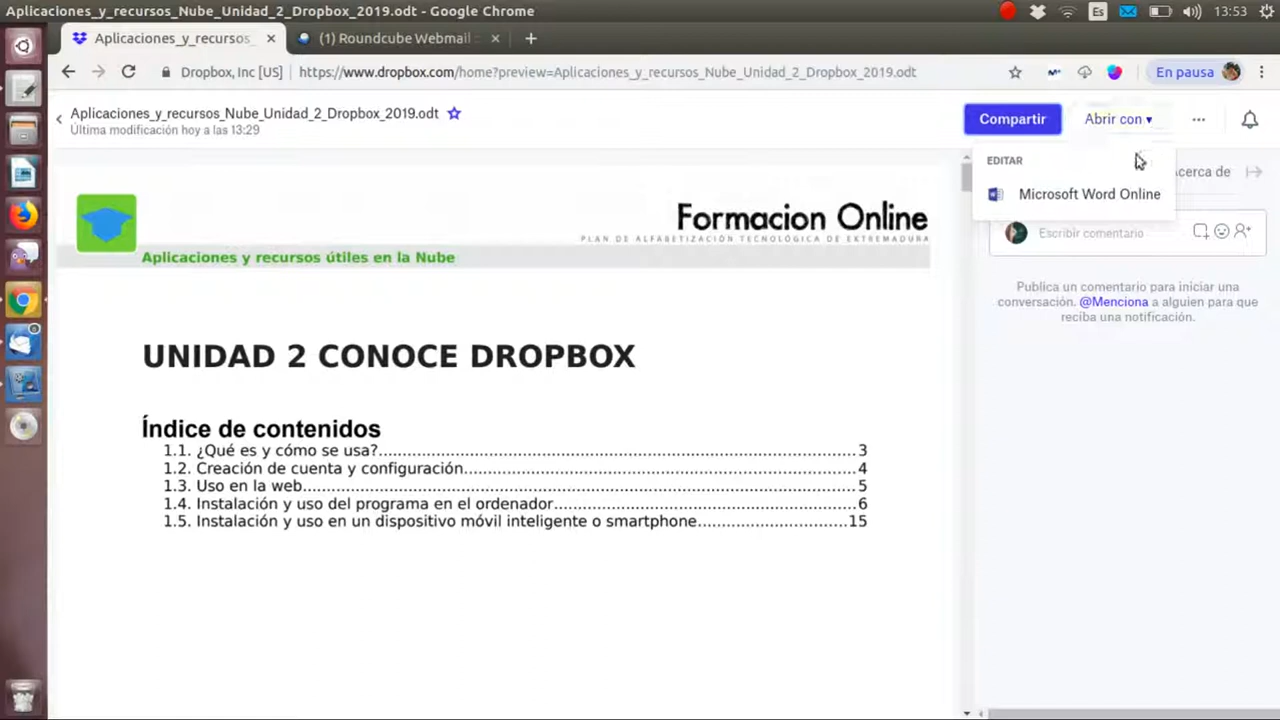 Aplicaciones_y_recursos_Nube_Unidad_2_Dropbox_2019.odt - Google Chrome
Es
13:53
Aplicaciones_y_recursos_
(1) Roundcube Webmail
Dropbox, Inc [US]
https://www.dropbox.com/home?preview=Aplicaciones_y_recursos_Nube_Unidad_2_Dropbox_2019.odt
En pausa
Aplicaciones_y_recursos_Nube_Unidad_2_Dropbox_2019.odt
Última modificación hoy a las 13:29
Compartir
Abrir con
EDITAR
Microsoft Word Online
cerca de
Escribir comentario
Publica un comentario para iniciar una
conversación. @Menciona a alguien para que
reciba una notificación.
Formacion Online
PLAN DE ALFABETIZACIÓN TECNOLÓGICA DE EXTREMADURA
Aplicaciones y recursos útiles en la Nube
UNIDAD 2 CONOCE DROPBOX
Índice de contenidos
1.1. ¿Qué es y cómo se usa?....................3
1.2. Creación de cuenta y configuración....................4
1.3. Uso en la web....................5
1.4. Instalación y uso del programa en el ordenador....................6
1.5. Instalación y uso en un dispositivo móvil inteligente o smartphone....................15